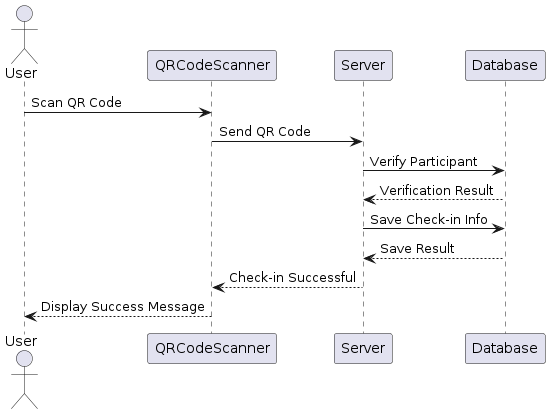 User
QRCodeScanner
Server
Database
Scan QR Code
Send QR Code
Verify Participant
Verification Result
Save Check-in Info
Save Result
Check-in Successful
Display Success Message
User
QRCodeScanner
Server
Database